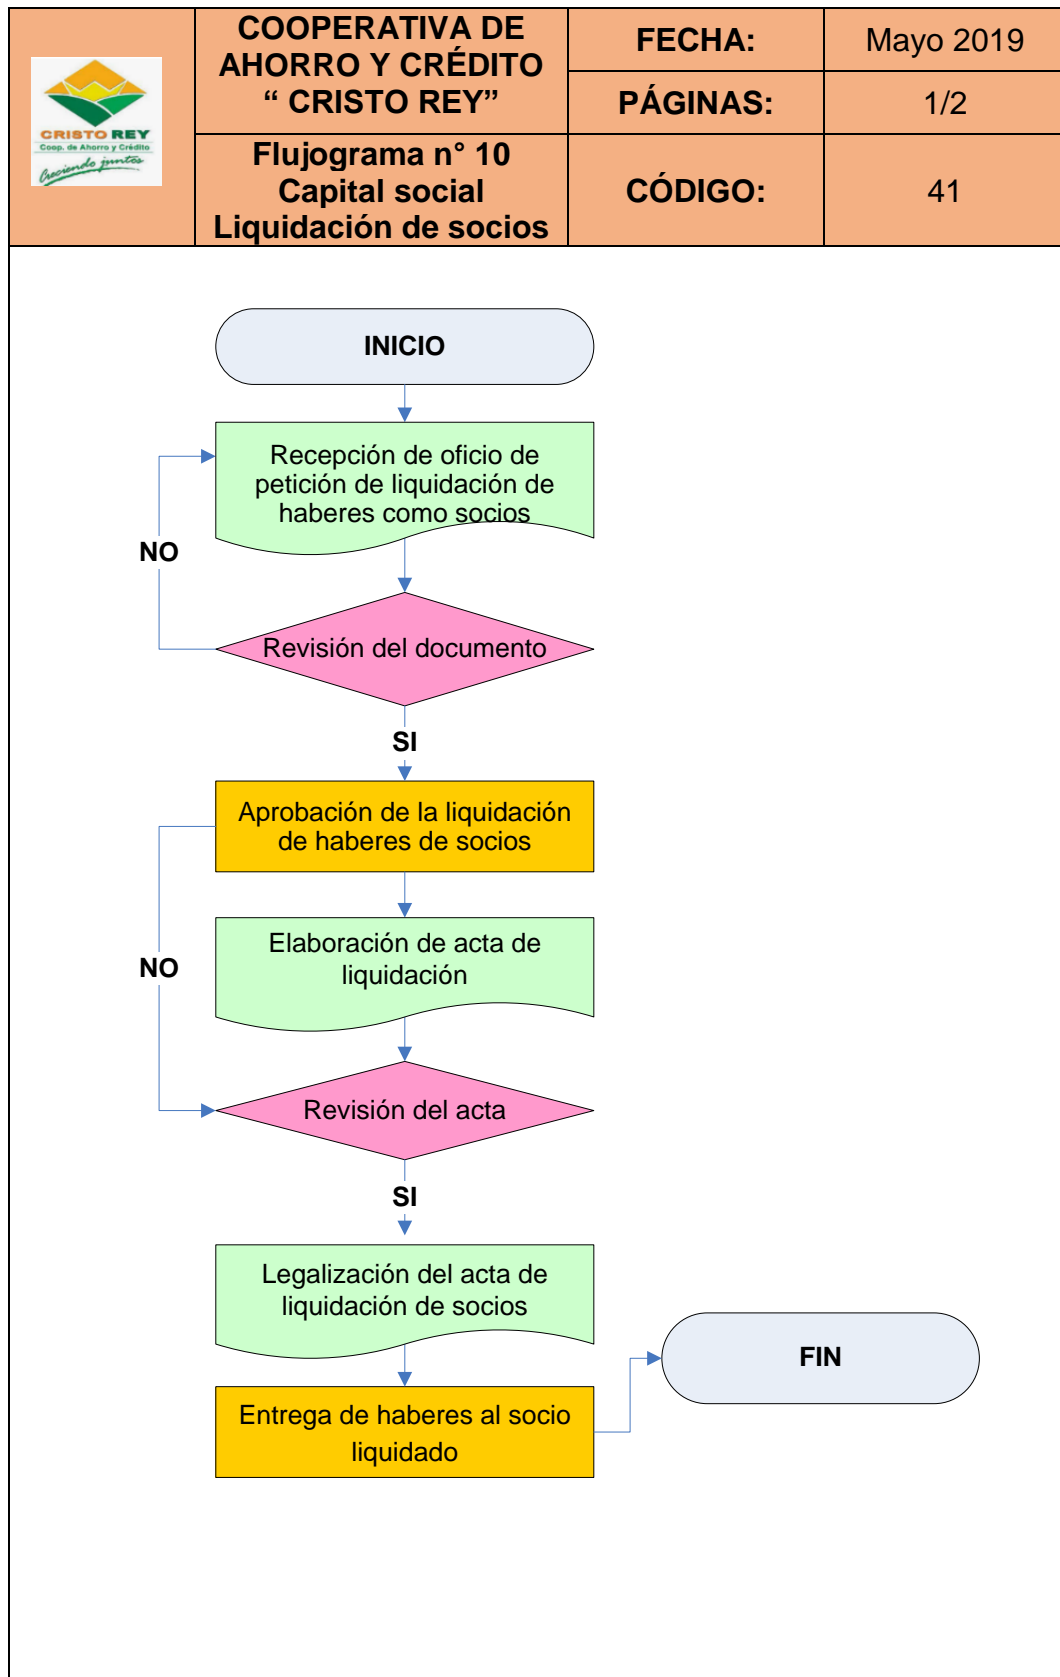 CRISTO REY
Coop. de Ahorro y Crédito
Creciendo juntos
COOPERATIVA DE
AHORRO Y CRÉDITO
“ CRISTO REY”
FECHA:
Mayo 2019
PÁGINAS:
1/2
Flujograma n° 10
Capital social
Liquidación de socios
CÓDIGO:
41
INICIO
Recepción de oficio de
petición de liquidación de
haberes como socios
NO
Revisión del documento
SI
Aprobación de la liquidación
de haberes de socios
Elaboración de acta de
liquidación
NO
Revisión del acta
SI
Legalización del acta de
liquidación de socios
FIN
Entrega de haberes al socio
liquidado